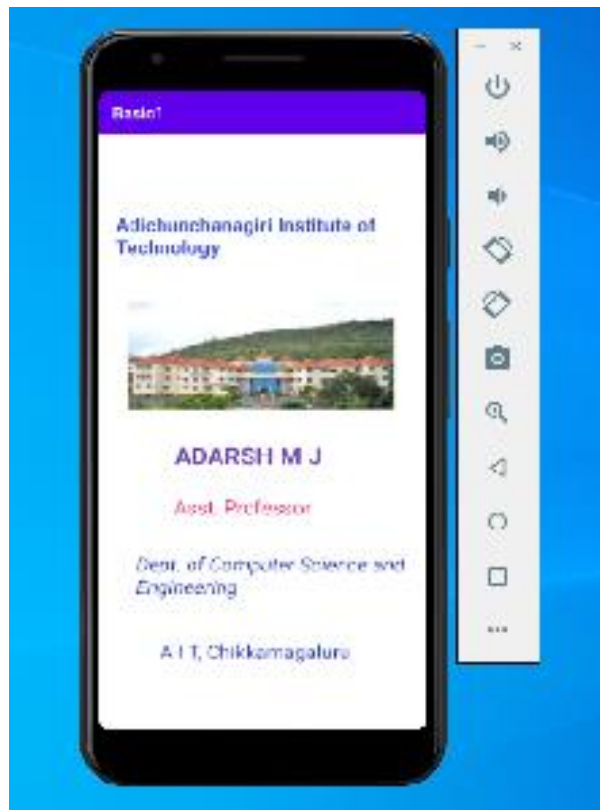 Basic1
Adichunchanagiri Institute of
Technology
ADARSH M J
Asst. Professor
Dept. of Computer Science and
Engineering
A I T, Chikkamagaluru